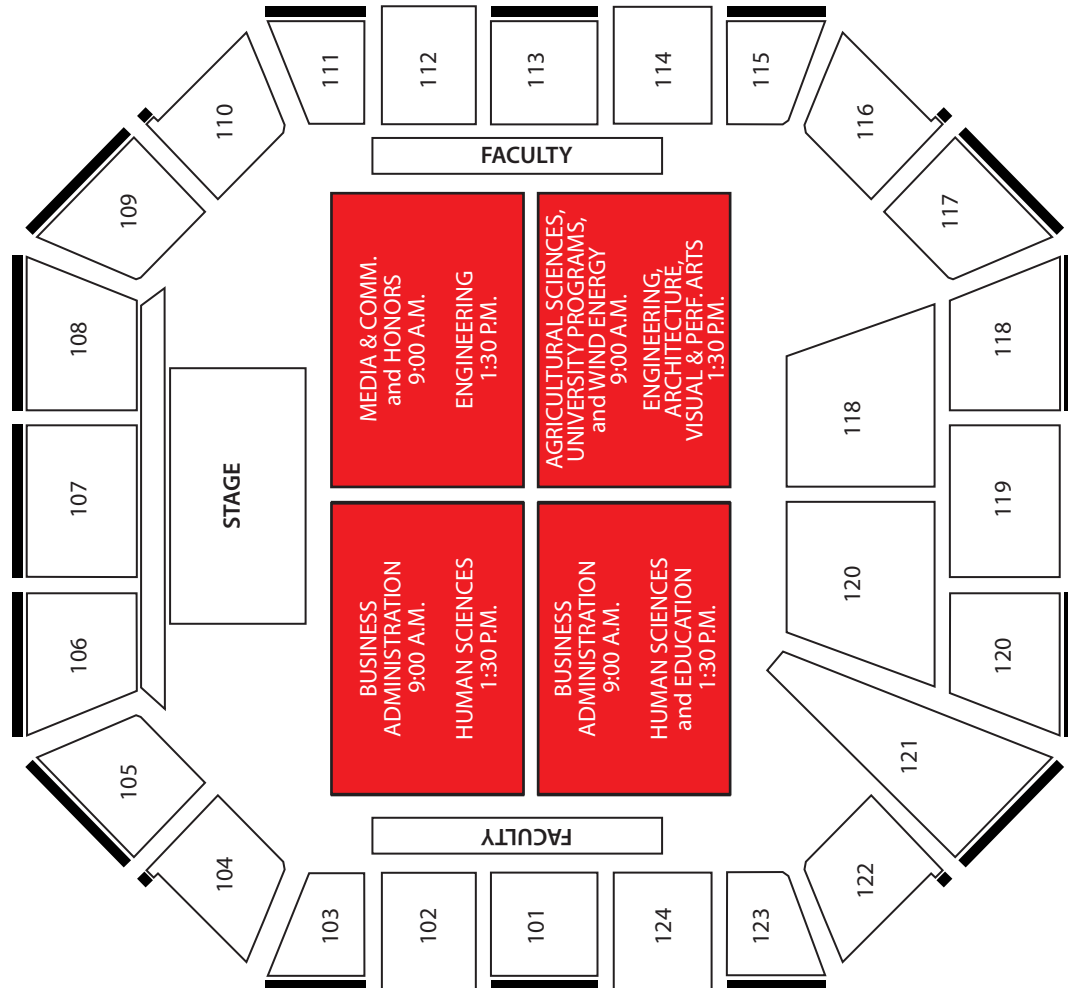 111
112
113
114
115
110
116
109
117
FACULTY
108
118
MEDIA & COMM.
and HONORS
9:00 A.M.
ENGINEERING
1:30 P.M.
AGRICULTURAL SCIENCES,
UNIVERSITY PROGRAMS,
and WIND ENERGY
9:00 A.M.
ENGINEERING,
ARCHITECTURE,
VISUAL & PERF. ARTS
1:30 P.M.
118
107
STAGE
119
BUSINESS
ADMINISTRATION
9:00 A.M.
HUMAN SCIENCES
1:30 P.M.
BUSINESS
ADMINISTRATION
9:00 A.M.
HUMAN SCIENCES
and EDUCATION
1:30 P.M.
120
106
120
105
121
FACULTY
104
122
103
102
101
124
123